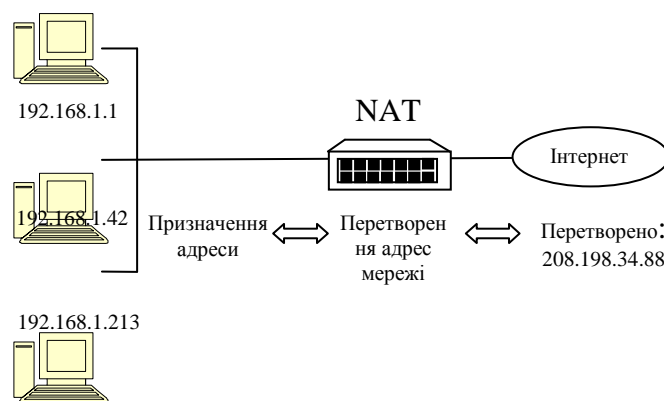 192.168.1.1
NAT
Інтернет
192.168.1.42
Призначення
адреси
Перетворен
ня адрес
мережі
Перетворено:
208.198.34.88
192.168.1.213